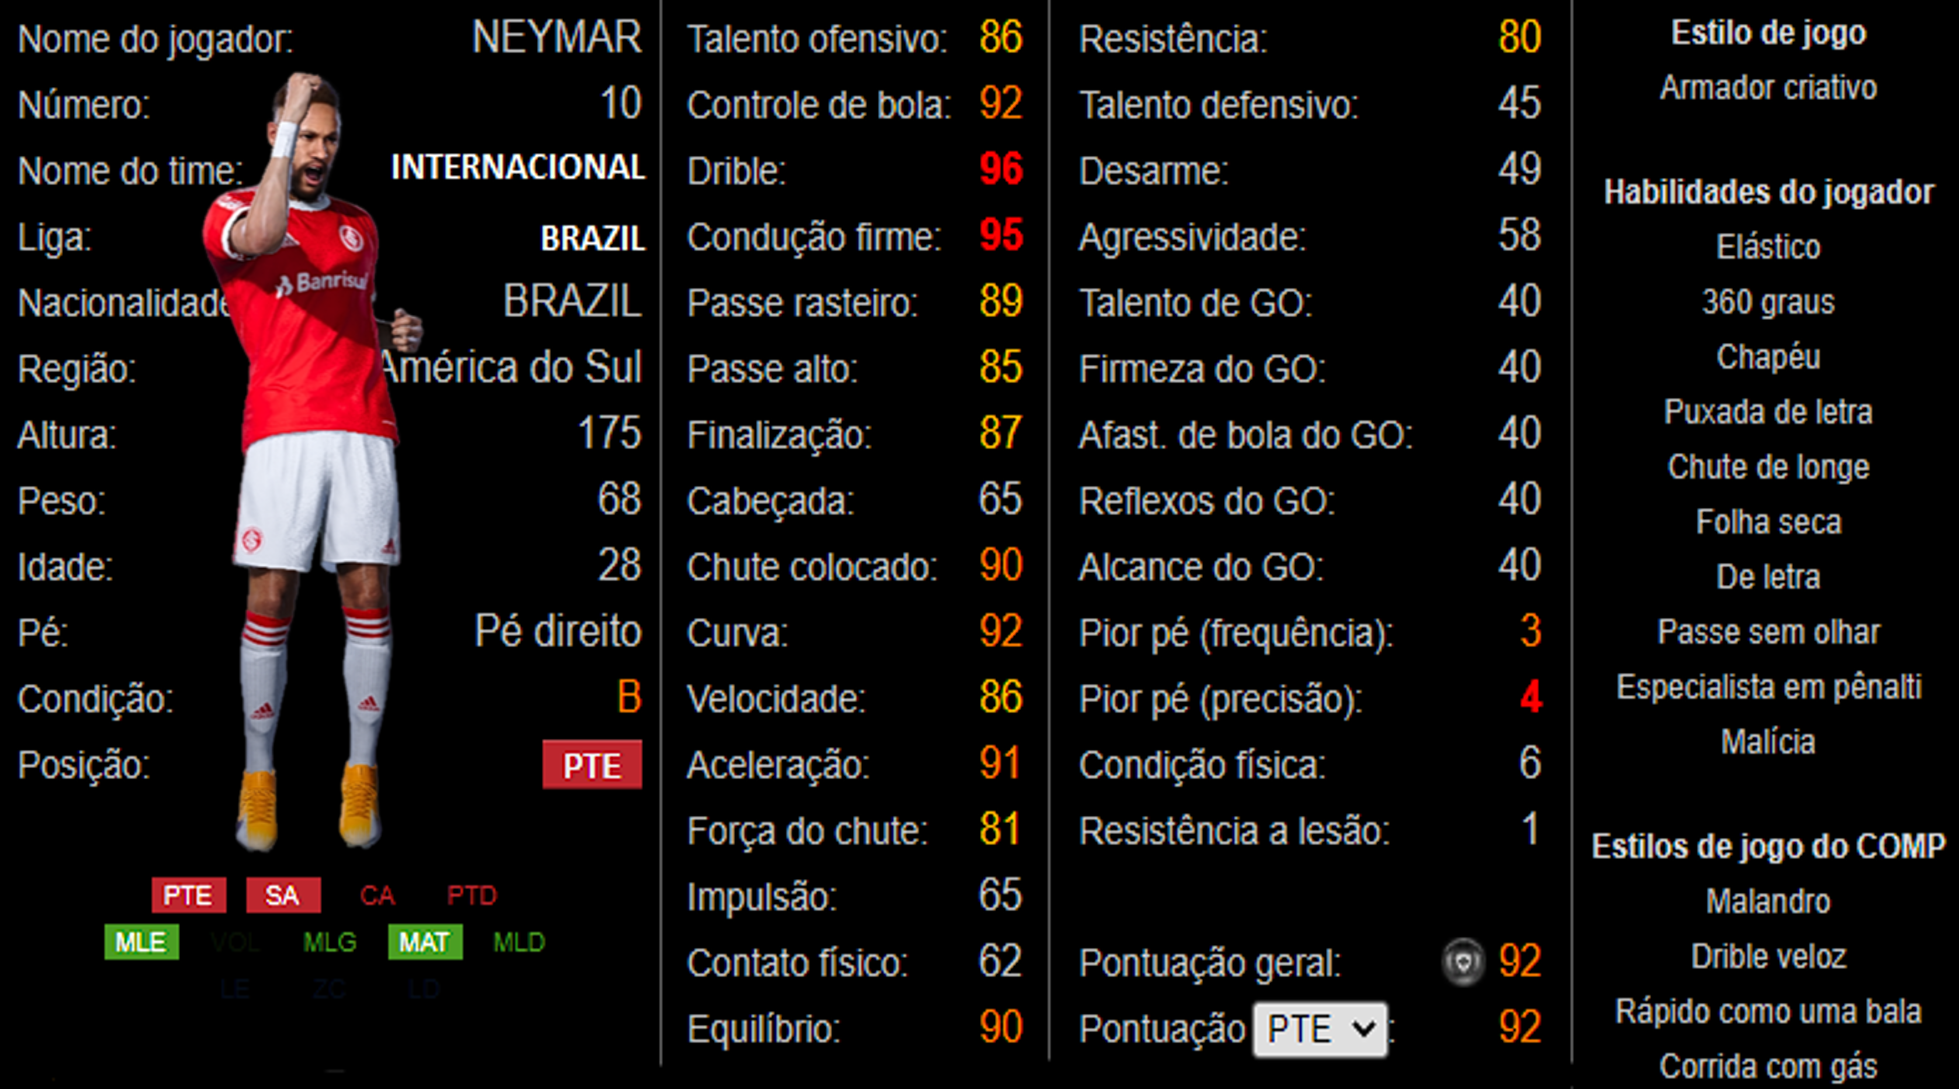 Nome do jogador: NEYMAR
Número: 10
Nome do time: INTERNACIONAL
Liga: BRAZIL
Nacionalidade BRAZIL
Região: América do Sul
Altura: 175
Peso: 68
Idade: 28
Pé: Pé direito
Condição: B
Posição: PTE
Banrisul
PTE SA CA PTD
MLE VOL MLG MAT MLD
LE ZC LD
Talento ofensivo: 86
Controle de bola: 92
Drible: 96
Condução firme: 95
Passe rasteiro: 89
Passe alto: 85
Finalização: 87
Cabeçada: 65
Chute colocado: 90
Curva: 92
Velocidade: 86
Aceleração: 91
Força do chute: 81
Impulsão: 65
Contato físico: 62
Equilíbrio: 90
Resistência: 80
Talento defensivo: 45
Desarme: 49
Agressividade: 58
Talento de GO: 40
Firmeza do GO: 40
Afast. de bola do GO: 40
Reflexos do GO: 40
Alcance do GO: 40
Pior pé (frequência): 3
Pior pé (precisão): 4
Condição física: 6
Resistência a lesão: 1
Pontuação geral: 92
Pontuação PTE : 92
Estilo de jogo
Armador criativo
Habilidades do jogador
Elástico
360 graus
Chapéu
Puxada de letra
Chute de longe
Folha seca
De letra
Passe sem olhar
Especialista em pênalti
Malícia
Estilos de jogo do COMP
Malandro
Drible veloz
Rápido como uma bala
Corrida com gás